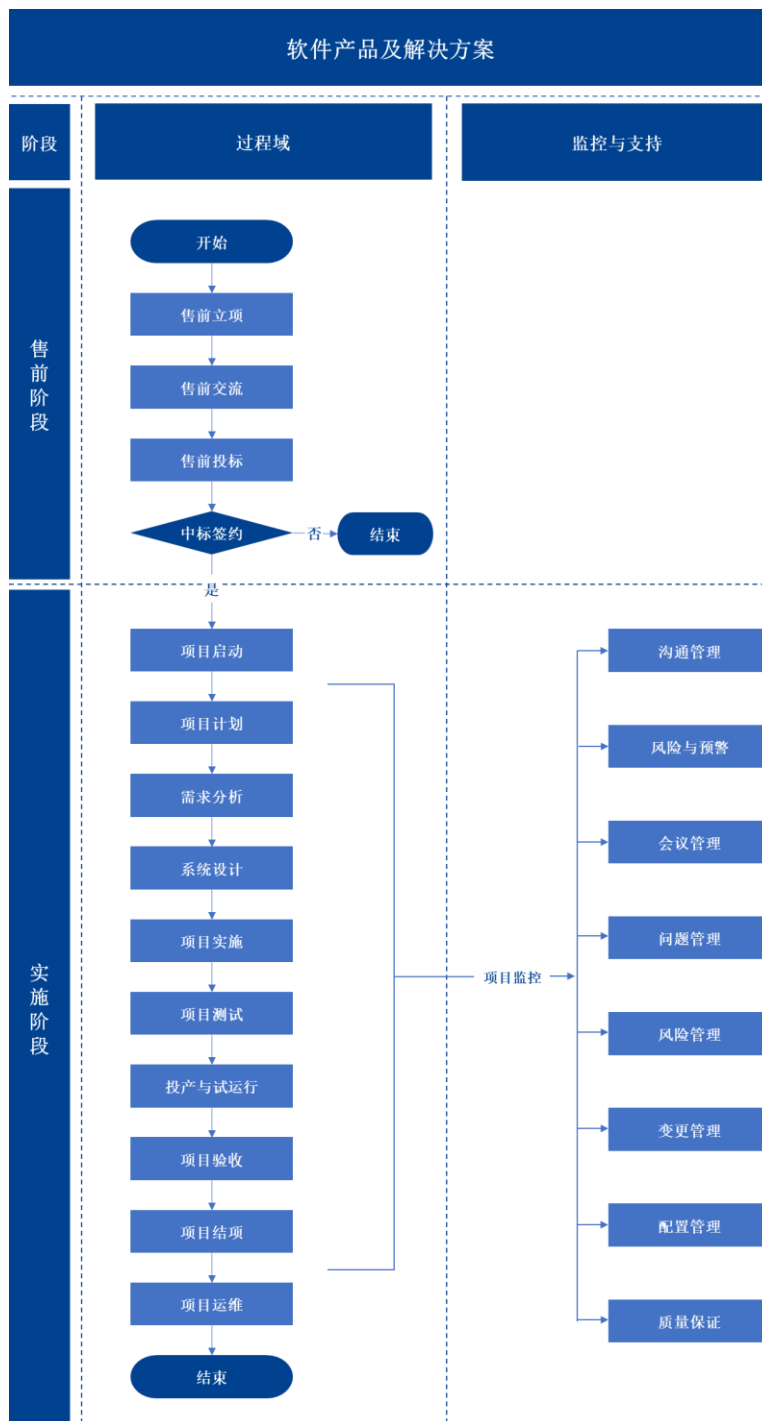 软件产品及解决方案
阶段
过程域
监控与支持
售前阶段
开始
售前立项
售前交流
售前投标
中标签约
否
结束
是
实施阶段
项目启动
项目计划
需求分析
系统设计
项目实施
项目测试
投产与试运行
项目验收
项目结项
项目运维
结束
项目监控
沟通管理
风险与预警
会议管理
问题管理
风险管理
变更管理
配置管理
质量保证